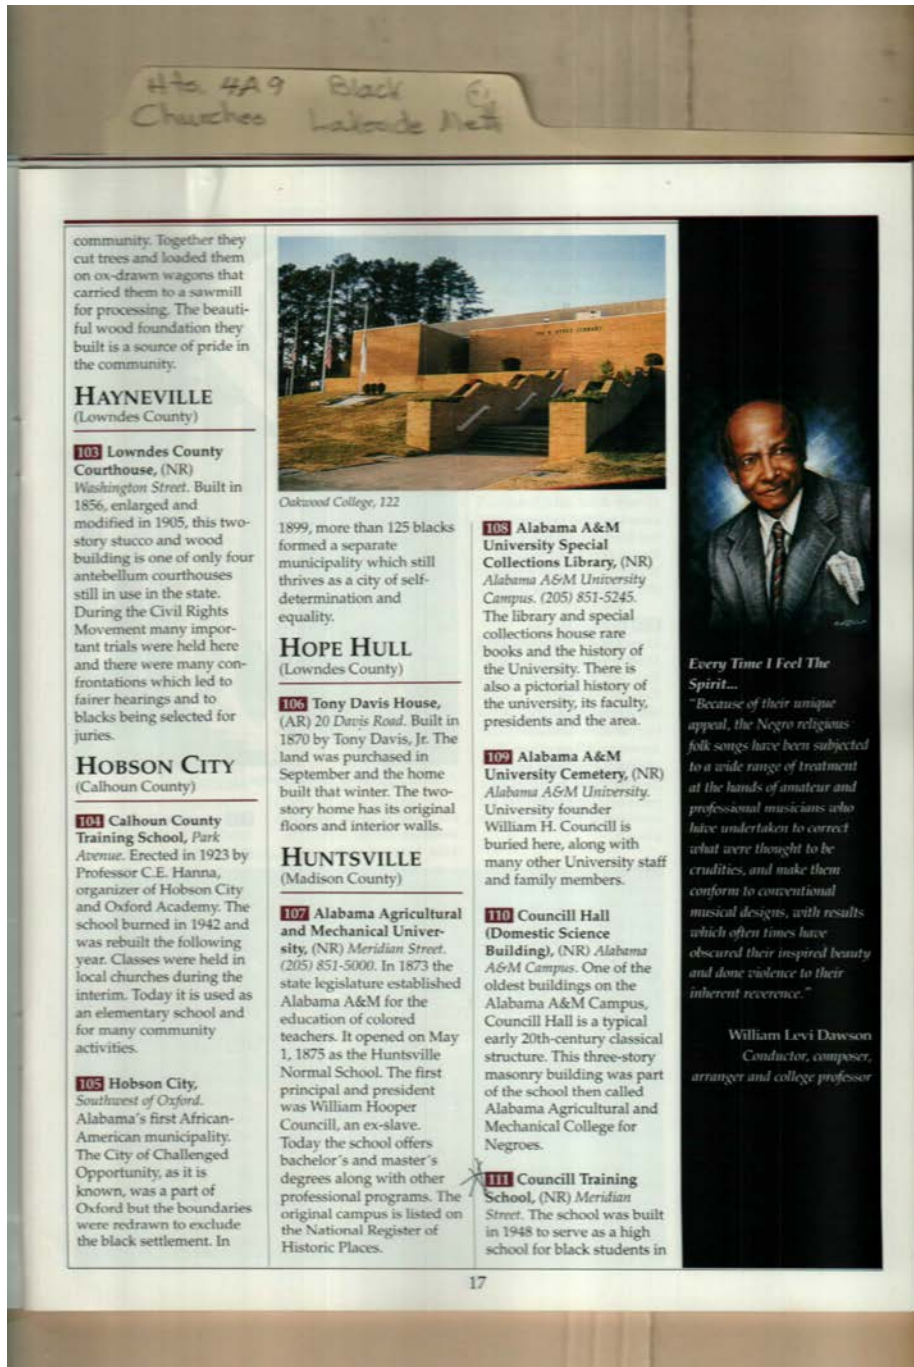 Hts. 4A9 Black
Churches Lakeside Meth
community. Together they
cut trees and loaded them
on ox-drawn wagons that
carried them to a sawmill
for processing. The beauti-
ful wood foundation they
built is a source of pride in
the community.
HAYNEVILLE
(Lowndes County)
103 Lowndes County
Courthouse, (NR)
Washington Street. Built in
1856, enlarged and
modified in 1905, this two-
story stucco and wood
building is one of only four
antebellum courthouses
still in use in the state.
During the Civil Rights
Movement many impor-
tant trials were held here
and there were many con-
frontations which led to
fairer hearings and to
blacks being selected for
juries.
HOBSON CITY
(Calhoun County)
104 Calhoun County
Training School, Park
Avenue. Erected in 1923 by
Professor C.E. Hanna,
organizer of Hobson City
and Oxford Academy. The
school burned in 1942 and
was rebuilt the following
year. Classes were held in
local churches during the
interim. Today it is used as
an elementary school and
for many community
activities.
105 Hobson City,
Southwest of Oxford.
Alabama's first African-
American municipality.
The City of Challenged
Opportunity, as it is
known, was a part of
Oxford but the boundaries
were redrawn to exclude
the black settlement. In
Oakwood College, 122
1899, more than 125 blacks
formed a separate
municipality which still
thrives as a city of self-
determination and
equality.
HOPE HULL
(Lowndes County)
106 Tony Davis House,
(AR) 20 Davis Road. Built in
1870 by Tony Davis, Jr. The
land was purchased in
September and the home
built that winter. The two-
story home has its original
floors and interior walls.
HUNTSVILLE
(Madison County)
107 Alabama Agricultural
and Mechanical Univer-
sity, (NR) Meridian Street.
(205) 851-5000. In 1873 the
state legislature established
Alabama A&M for the
education of colored
teachers. It opened on May
1, 1875 as the Huntsville
Normal School. The first
principal and president
was William Hooper
Councill, an ex-slave.
Today the school offers
bachelor's and master's
degrees along with other
professional programs. The
original campus is listed on
the National Register of
Historic Places.
108 Alabama A&M
University Special
Collections Library, (NR)
Alabama A&M University
Campus. (205) 851-5245.
The library and special
collections house rare
books and the history of
the University. There is
also a pictorial history of
the university, its faculty,
presidents and the area.
109 Alabama A&M
University Cemetery, (NR)
Alabama A&M University.
University founder
William H. Councill is
buried here, along with
many other University staff
and family members.
110 Councill Hall
(Domestic Science
Building), (NR) Alabama
A&M Campus. One of the
oldest buildings on the
Alabama A&M Campus,
Councill Hall is a typical
early 20th-century classical
structure. This three-story
masonry building was part
of the school then called
Alabama Agricultural and
Mechanical College for
Negroes.
111 Councill Training
School, (NR) Meridian
Street. The school was built
in 1948 to serve as a high
school for black students in
Every Time I Feel The
Spirit...
"Because of their unique
appeal, the Negro religious
folk songs have been subjected
to a wide range of treatment
at the hands of amateur and
professional musicians who
have undertaken to correct
what were thought to be
crudities, and make them
conform to conventional
musical designs, with results
which often times have
obscured their inspired beauty
and done violence to their
inherent reverence."
William Levi Dawson
Conductor, composer,
arranger and college professor
17